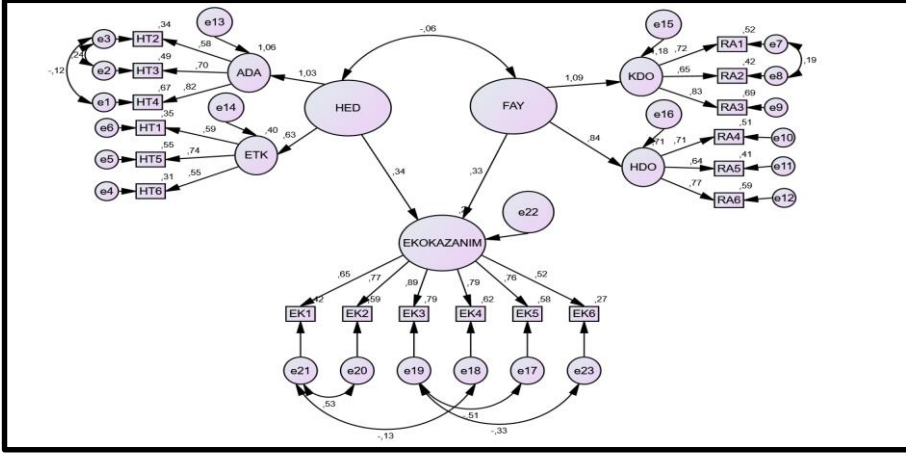 e13
e15
,34
e3
HT2
,58
1,06
-,06
,52
1,18
,72
RA1
e7
,24
,49
ADA
KDO
,42
-,12
e2
HT3
,70
1,03
1,09
,65
RA2
e8
,19
,67
,82
e14
HED
FAY
,83
,69
e1
HT4
RA3
e9
,35
e16
,51
e6
HT1
,59
,40
,63
,84
,71
,71
RA4
e10
,55
ETK
,41
e5
HT5
,74
,34
,33
HDO
,64
RA5
e11
,31
,55
,77
,59
e4
HT6
RA6
e12
e22
EKOKAZANIM
,65
,77
,89
,79
,76
,52
,42
,59
,79
,62
,58
,27
EK1
EK2
EK3
EK4
EK5
EK6
e21
e20
e19
e18
e17
e23
,53
-,51
-,33
-,13